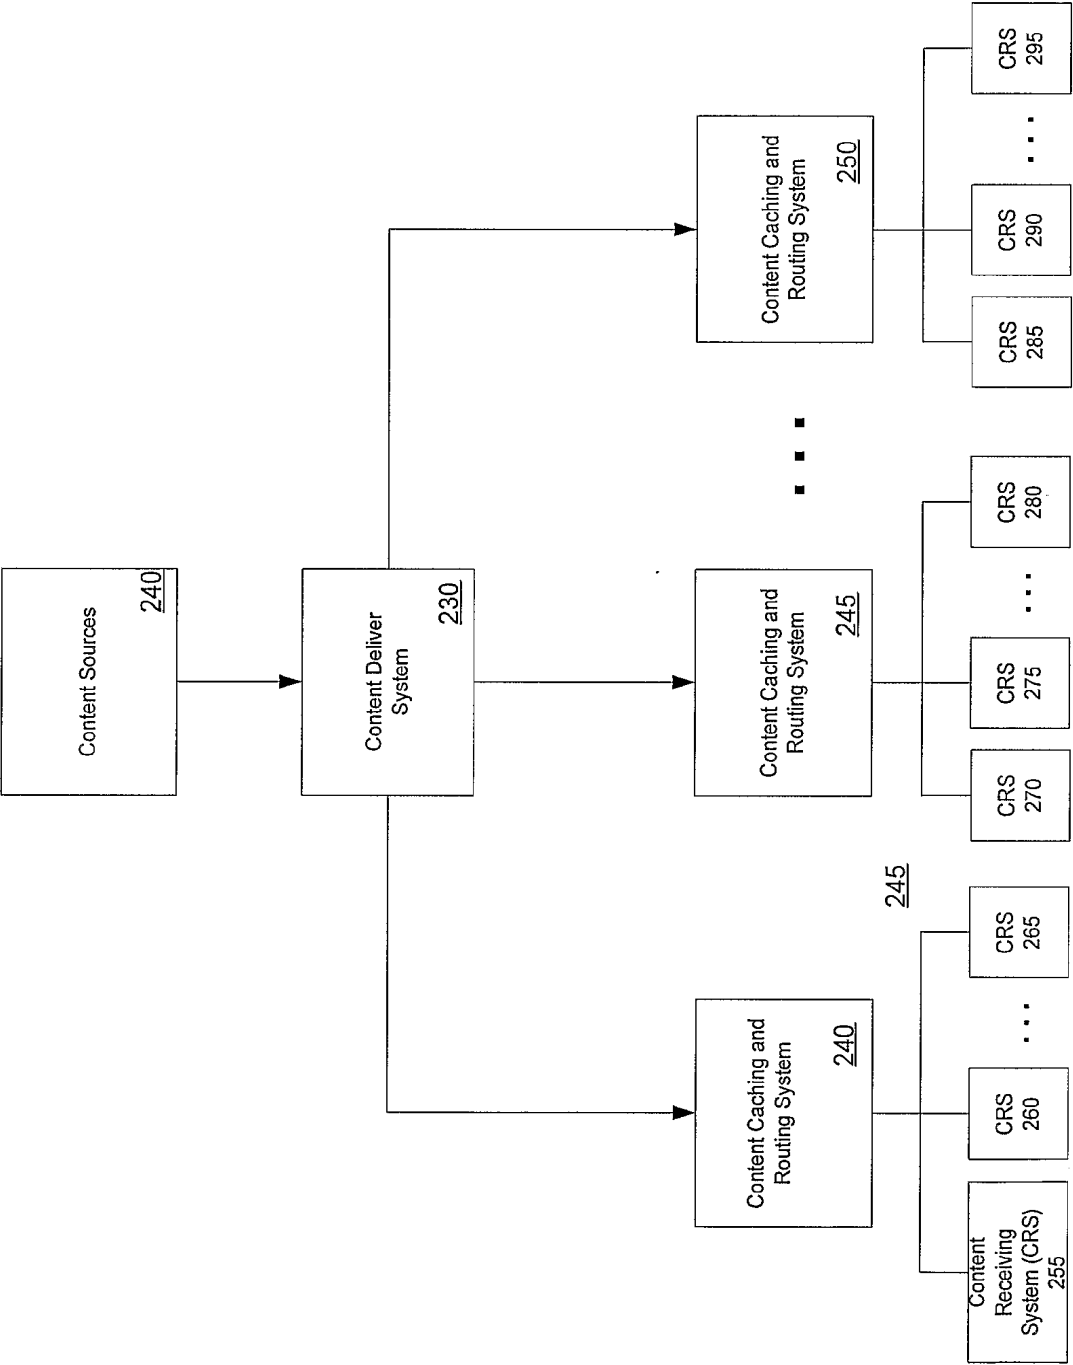 Content Sources
240
Content Deliver
System
230
Content Caching and
Routing System
240
Content Caching and
Routing System
245
Content Caching and
Routing System
250
245
Content
Receiving
System (CRS)
255
CRS
260
CRS
265
CRS
270
CRS
275
CRS
280
CRS
285
CRS
290
CRS
295